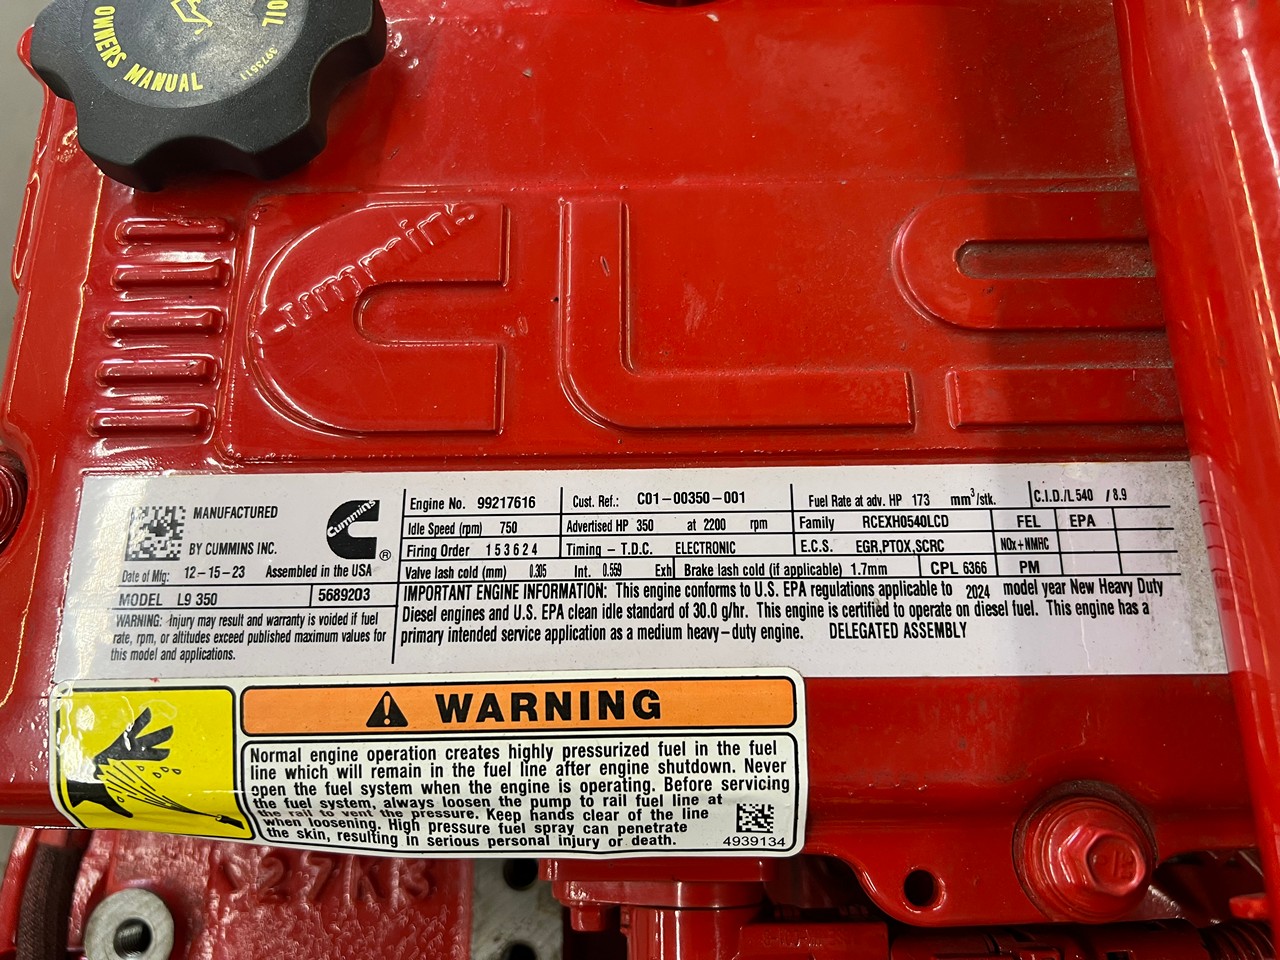 OIL
OWNERS MANUAL
3973511
Cummins
CLS
MANUFACTURED
BY CUMMINS INC.
Cummins
®
Date of Mfg: 12-15-23 Assembled in the USA
MODEL L9 350 5689203
WARNING: Injury may result and warranty is voided if fuel
rate, rpm, or altitudes exceed published maximum values for
this model and applications.
Engine No. 99217616 Cust. Ref.: C01-00350-001 Fuel Rate at adv. HP 173 mm³/stk. C.I.D./L 540 / 8.9
Idle Speed (rpm) 750 Advertised HP 350 at 2200 rpm Family RCEXH0540LCD FEL EPA
Firing Order 153624 Timing - T.D.C. ELECTRONIC E.C.S. EGR,PTOX,SCRC NOx+NMHC
Valve lash cold (mm) 0.305 Int. 0.559 Exh Brake lash cold (if applicable) 1.7mm CPL 6366 PM
IMPORTANT ENGINE INFORMATION: This engine conforms to U.S. EPA regulations applicable to 2024 model year New Heavy Duty
Diesel engines and U.S. EPA clean idle standard of 30.0 g/hr. This engine is certified to operate on diesel fuel. This engine has a
primary intended service application as a medium heavy-duty engine. DELEGATED ASSEMBLY
WARNING
Normal engine operation creates highly pressurized fuel in the fuel
line which will remain in the fuel line after engine shutdown. Never
open the fuel system when the engine is operating. Before servicing
the fuel system, always loosen the pump to rail fuel line at
the rail to vent the pressure. Keep hands clear of the line
when loosening. High pressure fuel spray can penetrate
the skin, resulting in serious personal injury or death.
4939134